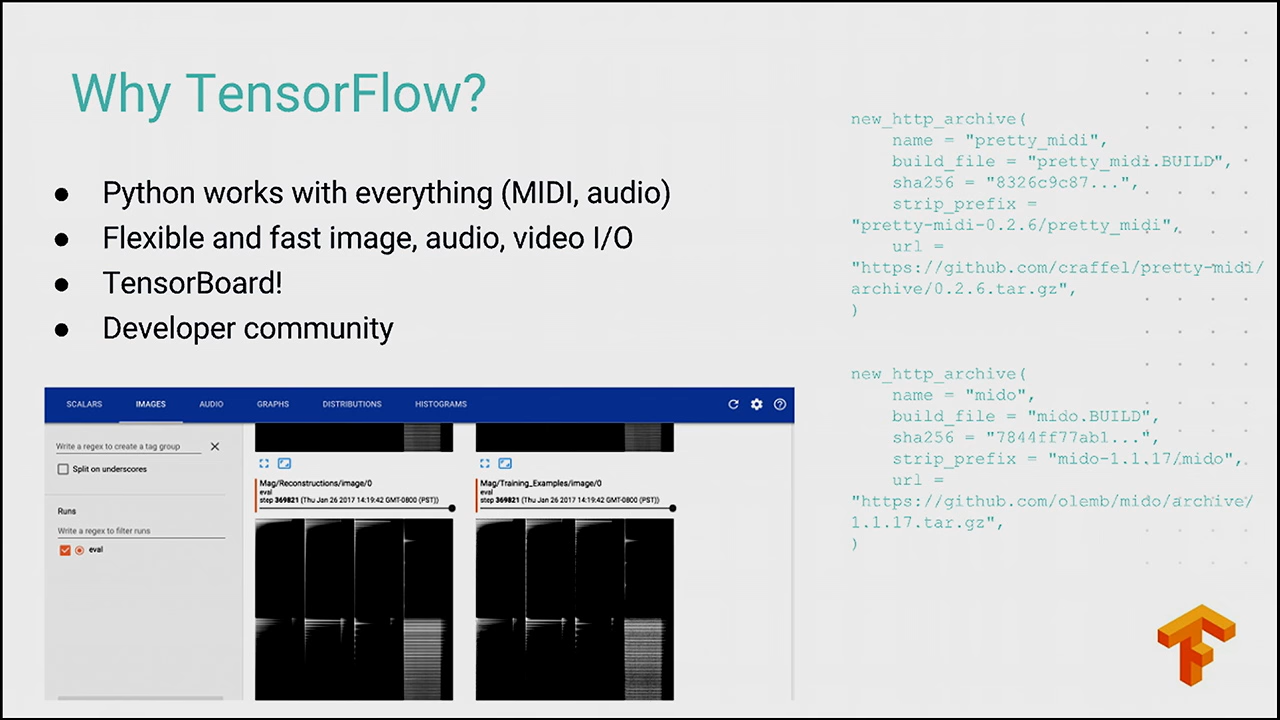 Why TensorFlow?
● Python works with everything (MIDI, audio)
● Flexible and fast image, audio, video I/O
● TensorBoard!
● Developer community
SCALARS IMAGES AUDIO GRAPHS DISTRIBUTIONS HISTOGRAMS
Write a regex to create a tag group
Split on underscores
Runs
Write a regex to filter runs
eval
Mag/Reconstructions/image/0
eval
step 369821 (Thu Jan 26 2017 14:19:42 GMT-0800 (PST))
Mag/Training_Examples/image/0
eval
step 369821 (Thu Jan 26 2017 14:19:42 GMT-0800 (PST))
new_http_archive(
name = "pretty_midi",
build_file = "pretty_midi.BUILD",
sha256 = "8326c9c87...",
strip_prefix =
"pretty-midi-0.2.6/pretty_midi",
url =
"https://github.com/craffel/pretty-midi/
archive/0.2.6.tar.gz",
)
new_http_archive(
name = "mido",
build_file = "mido.BUILD",
sha256 = "7844ff77ab1...",
strip_prefix = "mido-1.1.17/mido",
url =
"https://github.com/olemb/mido/archive/
1.1.17.tar.gz",
)